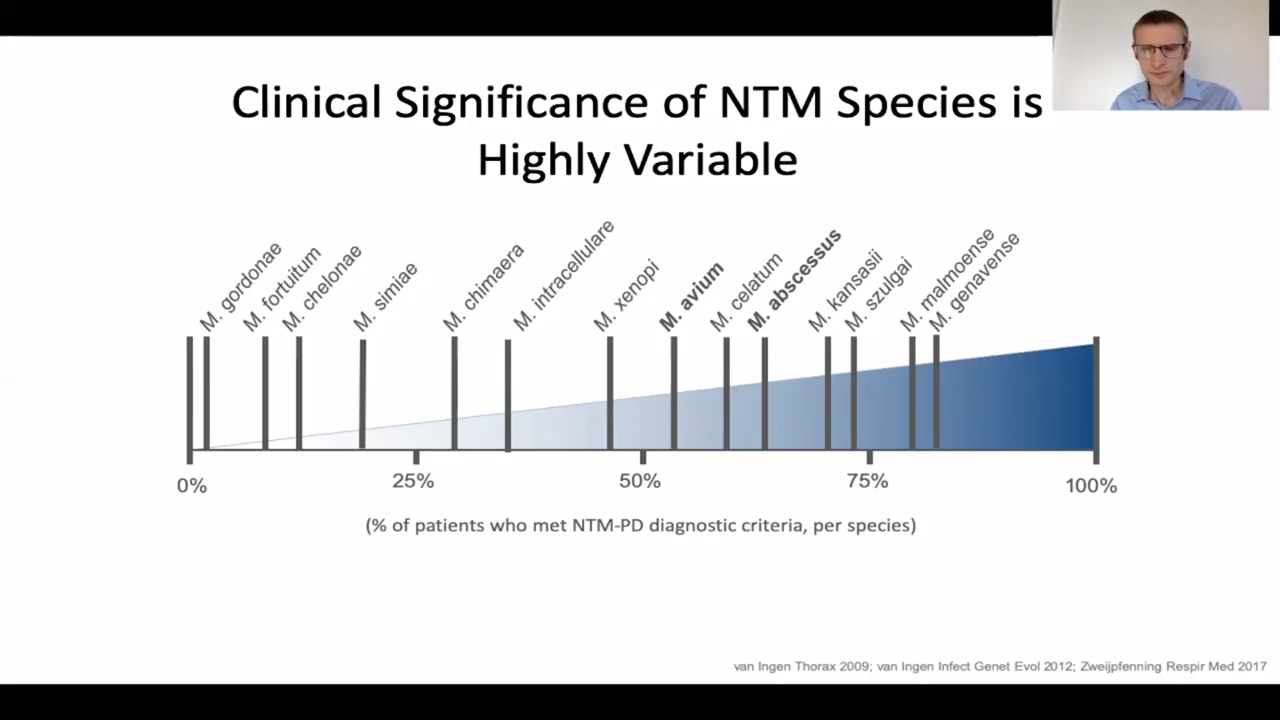 Clinical Significance of NTM Species is
Highly Variable
M. gordonae
M. fortuitum
M. chelonae
M. simiae
M. chimaera
M. intracellulare
M. xenopi
M. avium
M. celatum
M. abscessus
M. kansasii
M. szulgai
M. malmoense
M. genavense
0%
25%
50%
75%
100%
(% of patients who met NTM-PD diagnostic criteria, per species)
van Ingen Thorax 2009; van Ingen Infect Genet Evol 2012; Zweijpfenning Respir Med 2017